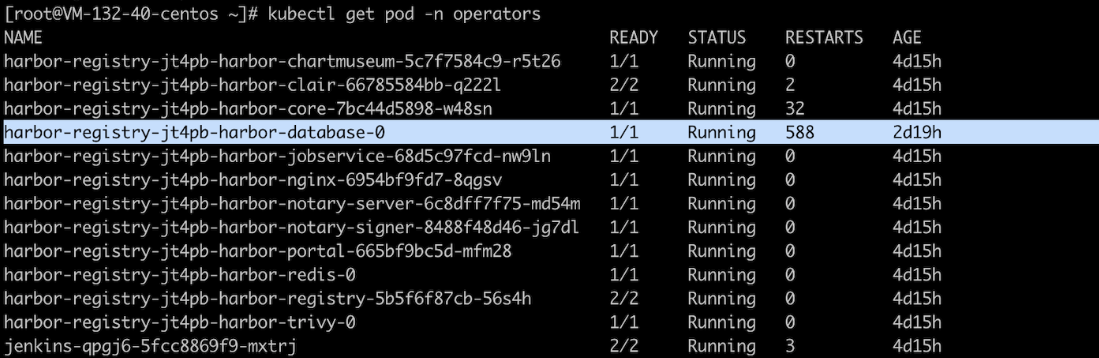 [root@VM-132-40-centos ~]# kubectl get pod -n operators
NAME READY STATUS RESTARTS AGE
harbor-registry-jt4pb-harbor-chartmuseum-5c7f7584c9-r5t26 1/1 Running 0 4d15h
harbor-registry-jt4pb-harbor-clair-66785584bb-q222l 2/2 Running 2 4d15h
harbor-registry-jt4pb-harbor-core-7bc44d5898-w48sn 1/1 Running 32 4d15h
harbor-registry-jt4pb-harbor-database-0 1/1 Running 588 2d19h
harbor-registry-jt4pb-harbor-jobservice-68d5c97fcd-nw9ln 1/1 Running 0 4d15h
harbor-registry-jt4pb-harbor-nginx-6954bf9fd7-8qgsv 1/1 Running 0 4d15h
harbor-registry-jt4pb-harbor-notary-server-6c8dff7f75-md54m 1/1 Running 0 4d15h
harbor-registry-jt4pb-harbor-notary-signer-8488f48d46-jg7dl 1/1 Running 0 4d15h
harbor-registry-jt4pb-harbor-portal-665bf9bc5d-mfm28 1/1 Running 0 4d15h
harbor-registry-jt4pb-harbor-redis-0 1/1 Running 0 4d15h
harbor-registry-jt4pb-harbor-registry-5b5f6f87cb-56s4h 2/2 Running 0 4d15h
harbor-registry-jt4pb-harbor-trivy-0 1/1 Running 0 4d15h
jenkins-qpgj6-5fcc8869f9-mxtrj 2/2 Running 3 4d15h